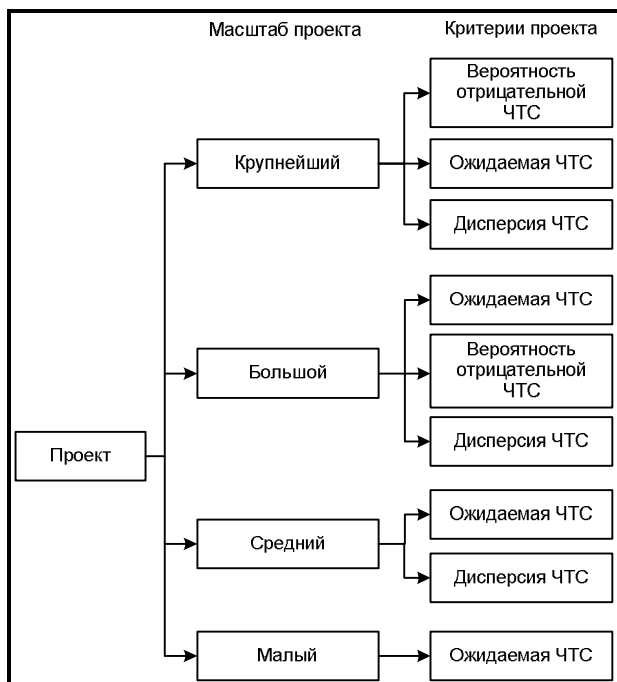 Масштаб проекта
Критерии проекта
Вероятность
отрицательной
ЧТС
Крупнейший
Ожидаемая ЧТС
Дисперсия ЧТС
Ожидаемая ЧТС
Большой
Вероятность
отрицательной
ЧТС
Дисперсия ЧТС
Проект
Ожидаемая ЧТС
Средний
Дисперсия ЧТС
Малый
Ожидаемая ЧТС